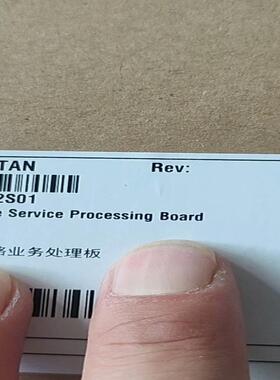 TAN Rev:
2S01
Service Processing Board
业务处理板